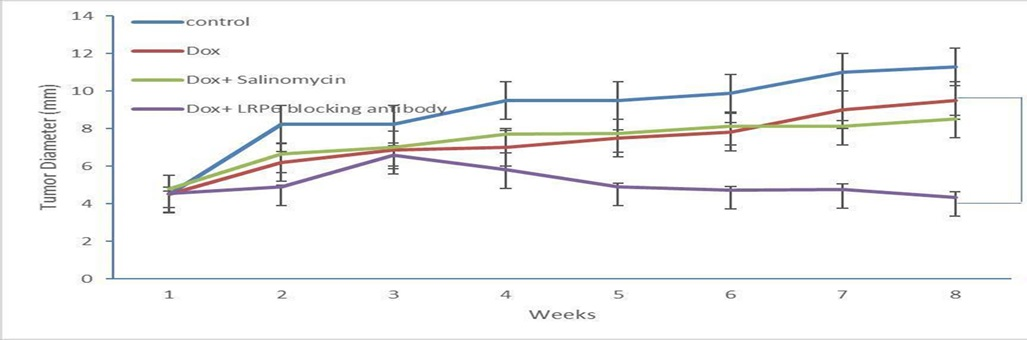 14
12
10
8
6
4
2
0
Tumor Diameter (mm)
control
Dox
Dox+ Salinomycin
Dox+ LRP6 blocking antibody
1 2 3 4 5 6 7 8
Weeks